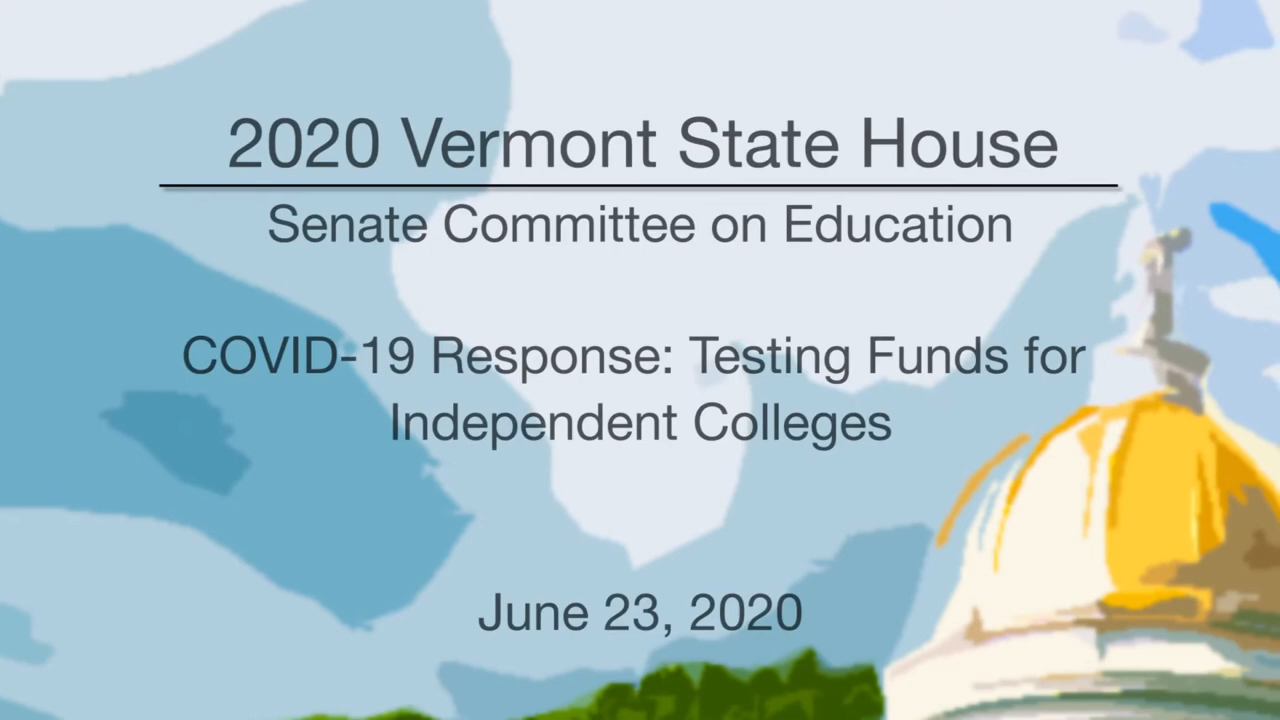 2020 Vermont State House
Senate Committee on Education
COVID-19 Response: Testing Funds for
Independent Colleges
June 23, 2020